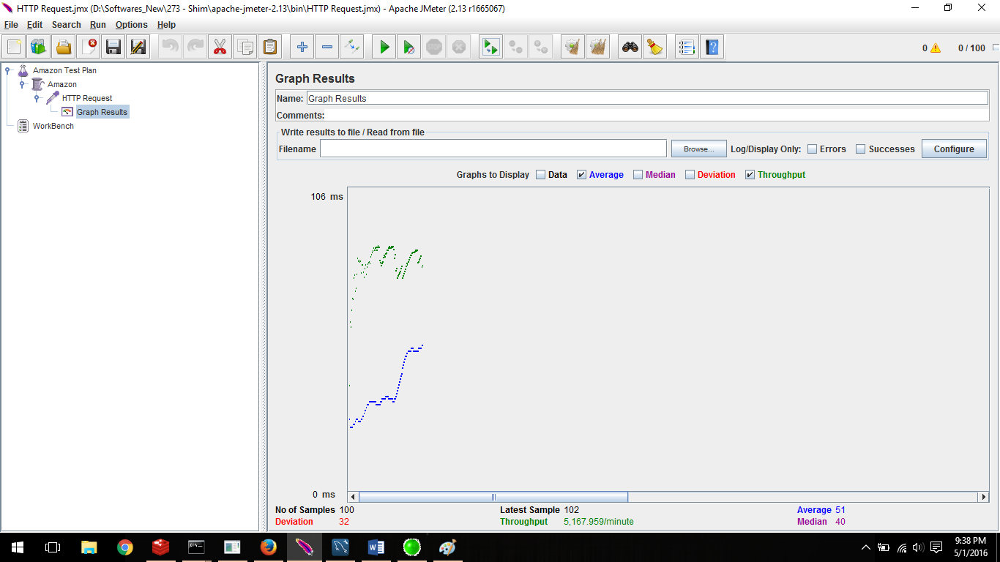 HTTP Request.jmx (D:\Softwares_New\273 - Shim\apache-jmeter-2.13\bin\HTTP Request.jmx) - Apache JMeter (2.13 r1665067)
File Edit Search Run Options Help
0 0 / 100
Amazon Test Plan
Amazon
HTTP Request
Graph Results
WorkBench
Graph Results
Name: Graph Results
Comments:
Write results to file / Read from file
Filename Browse... Log/Display Only: Errors Successes Configure
Graphs to Display Data Average Median Deviation Throughput
106 ms
0 ms
No of Samples 100 Latest Sample 102 Average 51
Deviation 32 Throughput 5,167.959/minute Median 40
9:38 PM
5/1/2016